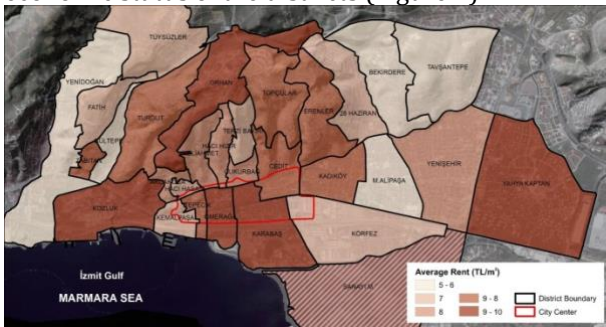 TÜYSÜZLER
YENİDOĞAN
FATİH
TURGUT
ORHAN
TOPÇULAR
ERENLER
28 HAZİRAN
BEKİRDERE
TAVŞANTEPE
CEDİT
KADIKÖY
M.ALİPAŞA
YENİŞEHİR
YAHYA KAPTAN
KOZLUK
KEMALPAŞA
ÖMERAĞA
KARABAŞ
KÖRFEZ
SANAYİ M.
İzmit Gulf
MARMARA SEA
Average Rent (TL/m²)
5 - 6
7
8
9 - 8
9 - 10
District Boundary
City Center